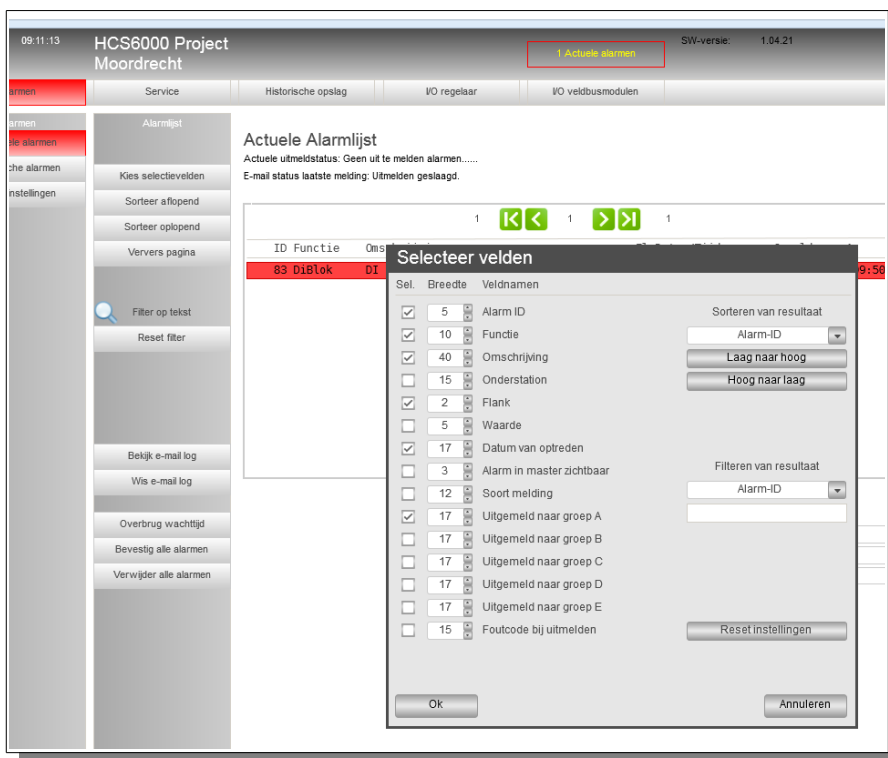 09:11:13
HCS6000 Project
Moordrecht
1 Actuele alarmen
SW-versie: 1.04.21
Service
Historische opslag
I/O regelaar
I/O veldbusmodulen
Alarmlijst
Kies selectievelden
Sorteer aflopend
Sorteer oplopend
Ververs pagina
Filter op tekst
Reset filter
Bekijk e-mail log
Wis e-mail log
Overbrug wachttijd
Bevestig alle alarmen
Verwijder alle alarmen
Actuele Alarmlijst
Actuele uitmeldstatus: Geen uit te melden alarmen......
E-mail status laatste melding: Uitmelden geslaagd.
1 1 1
ID Functie
83 DiBlok DI
9:50
Selecteer velden
Sel. Breedte Veldnamen
5 Alarm ID
10 Functie
40 Omschrijving
15 Onderstation
2 Flank
5 Waarde
17 Datum van optreden
3 Alarm in master zichtbaar
12 Soort melding
17 Uitgemeld naar groep A
17 Uitgemeld naar groep B
17 Uitgemeld naar groep C
17 Uitgemeld naar groep D
17 Uitgemeld naar groep E
15 Foutcode bij uitmelden
Sorteren van resultaat
Alarm-ID
Laag naar hoog
Hoog naar laag
Filteren van resultaat
Alarm-ID
Reset instellingen
Ok
Annuleren